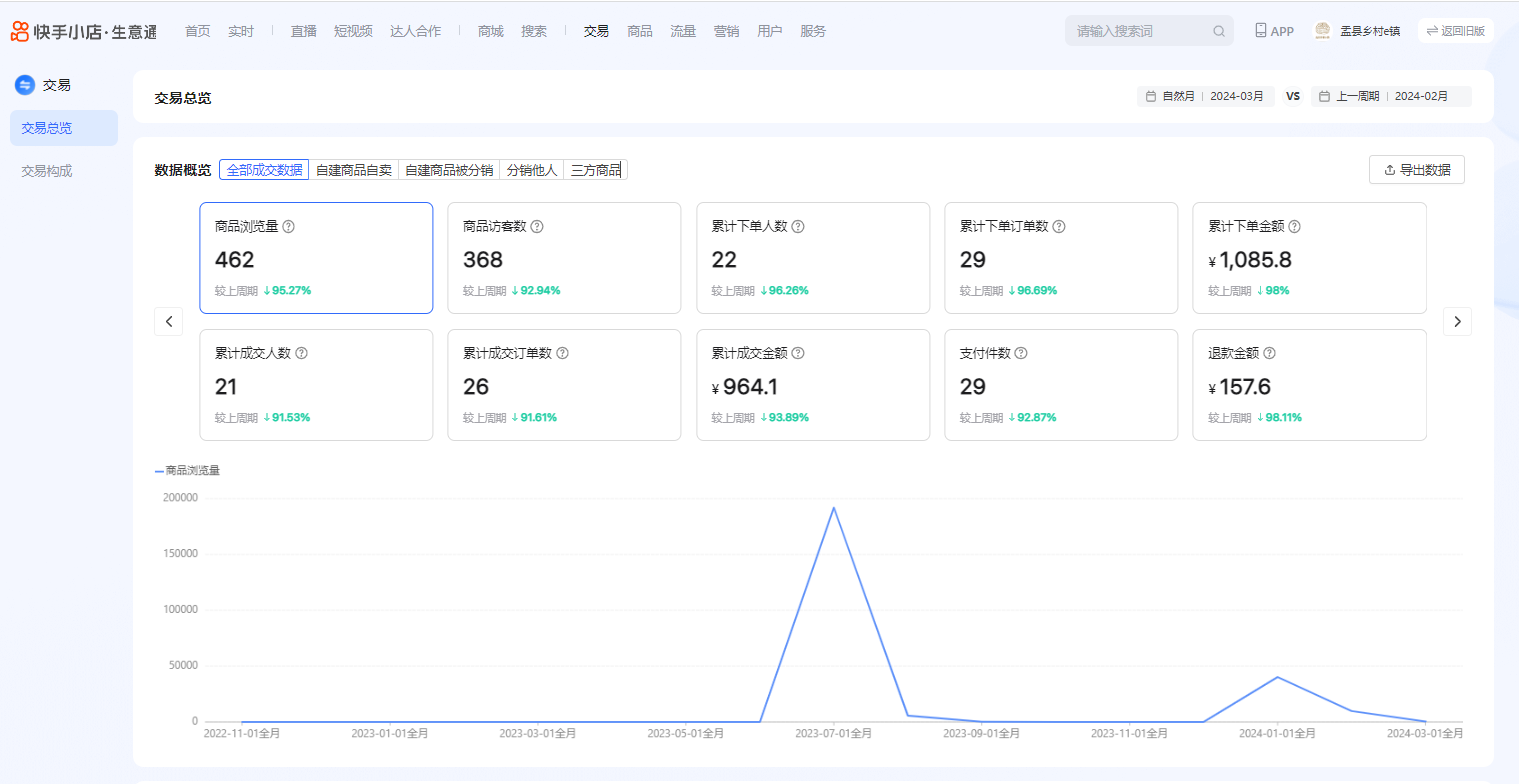 快手小店·生意通 首页 实时 直播 短视频 达人合作 商城 搜索 交易 商品 流量 营销 用户 服务 请输入搜索词 APP 盂县乡村e镇 返回旧版
交易
交易总览
交易构成
交易总览 自然月 2024-03月 VS 上一周期 2024-02月
数据概览 全部成交数据 自建商品自卖 自建商品被分销 分销他人 三方商品 导出数据
商品浏览量 商品访客数 累计下单人数 累计下单订单数 累计下单金额
462 368 22 29 ¥1,085.8
较上周期 ↓95.27% 较上周期 ↓92.94% 较上周期 ↓96.26% 较上周期 ↓96.69% 较上周期 ↓98%
累计成交人数 累计成交订单数 累计成交金额 支付件数 退款金额
21 26 ¥964.1 29 ¥157.6
较上周期 ↓91.53% 较上周期 ↓91.61% 较上周期 ↓93.89% 较上周期 ↓92.87% 较上周期 ↓98.11%
商品浏览量
200000
150000
100000
50000
0
2022-11-01全月 2023-01-01全月 2023-03-01全月 2023-05-01全月 2023-07-01全月 2023-09-01全月 2023-11-01全月 2024-01-01全月 2024-03-01全月